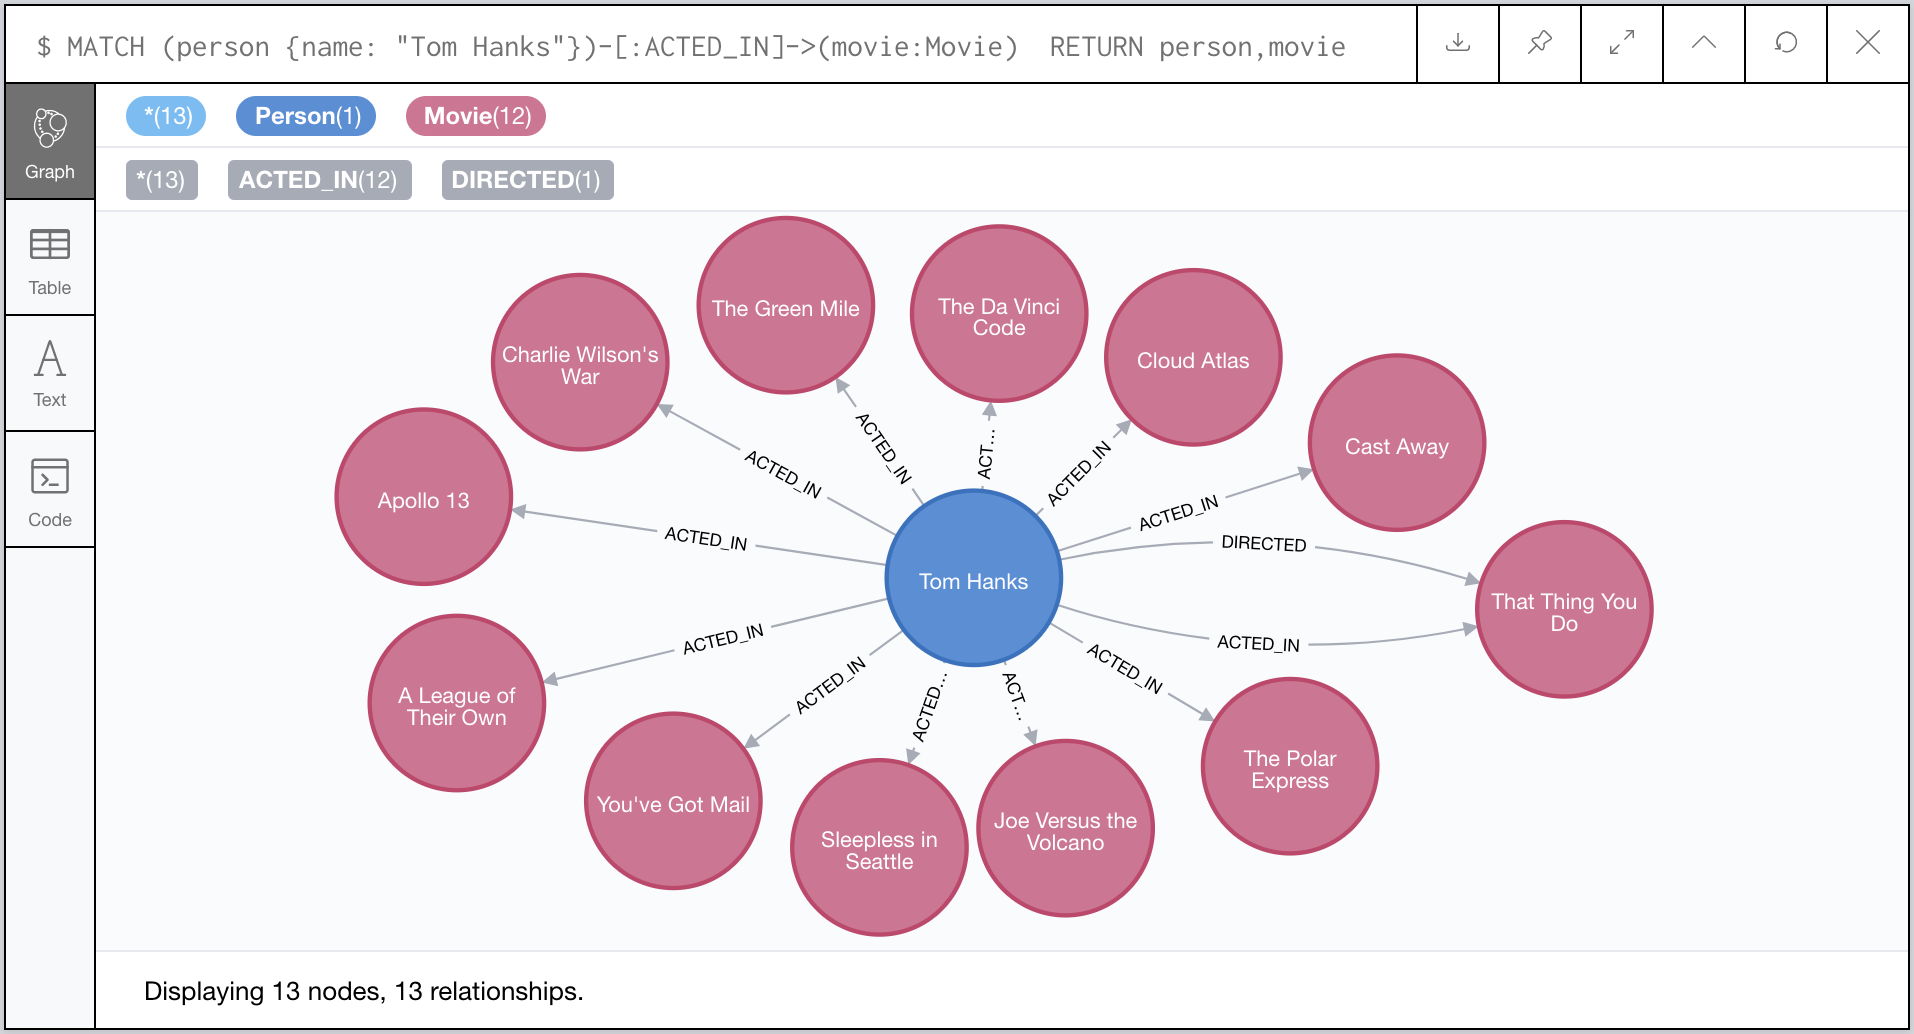 $ MATCH (person {name: "Tom Hanks"})-[:ACTED_IN]->(movie:Movie)  RETURN person,movie
*(13) Person(1) Movie(12)
*(13) ACTED_IN(12) DIRECTED(1)
Graph
Table
Text
Code
The Green Mile
The Da Vinci
Code
Charlie Wilson's
War
Cloud Atlas
Cast Away
Apollo 13
ACTED_IN
ACT...
ACTED_IN
ACTED_IN
ACTED_IN
ACTED_IN
DIRECTED
Tom Hanks
That Thing You
Do
ACTED_IN
ACTED_IN
ACTED_IN
ACTED_IN
ACTED...
ACT...
A League of
Their Own
The Polar
Express
You've Got Mail
Sleepless in
Seattle
Joe Versus the
Volcano
Displaying 13 nodes, 13 relationships.